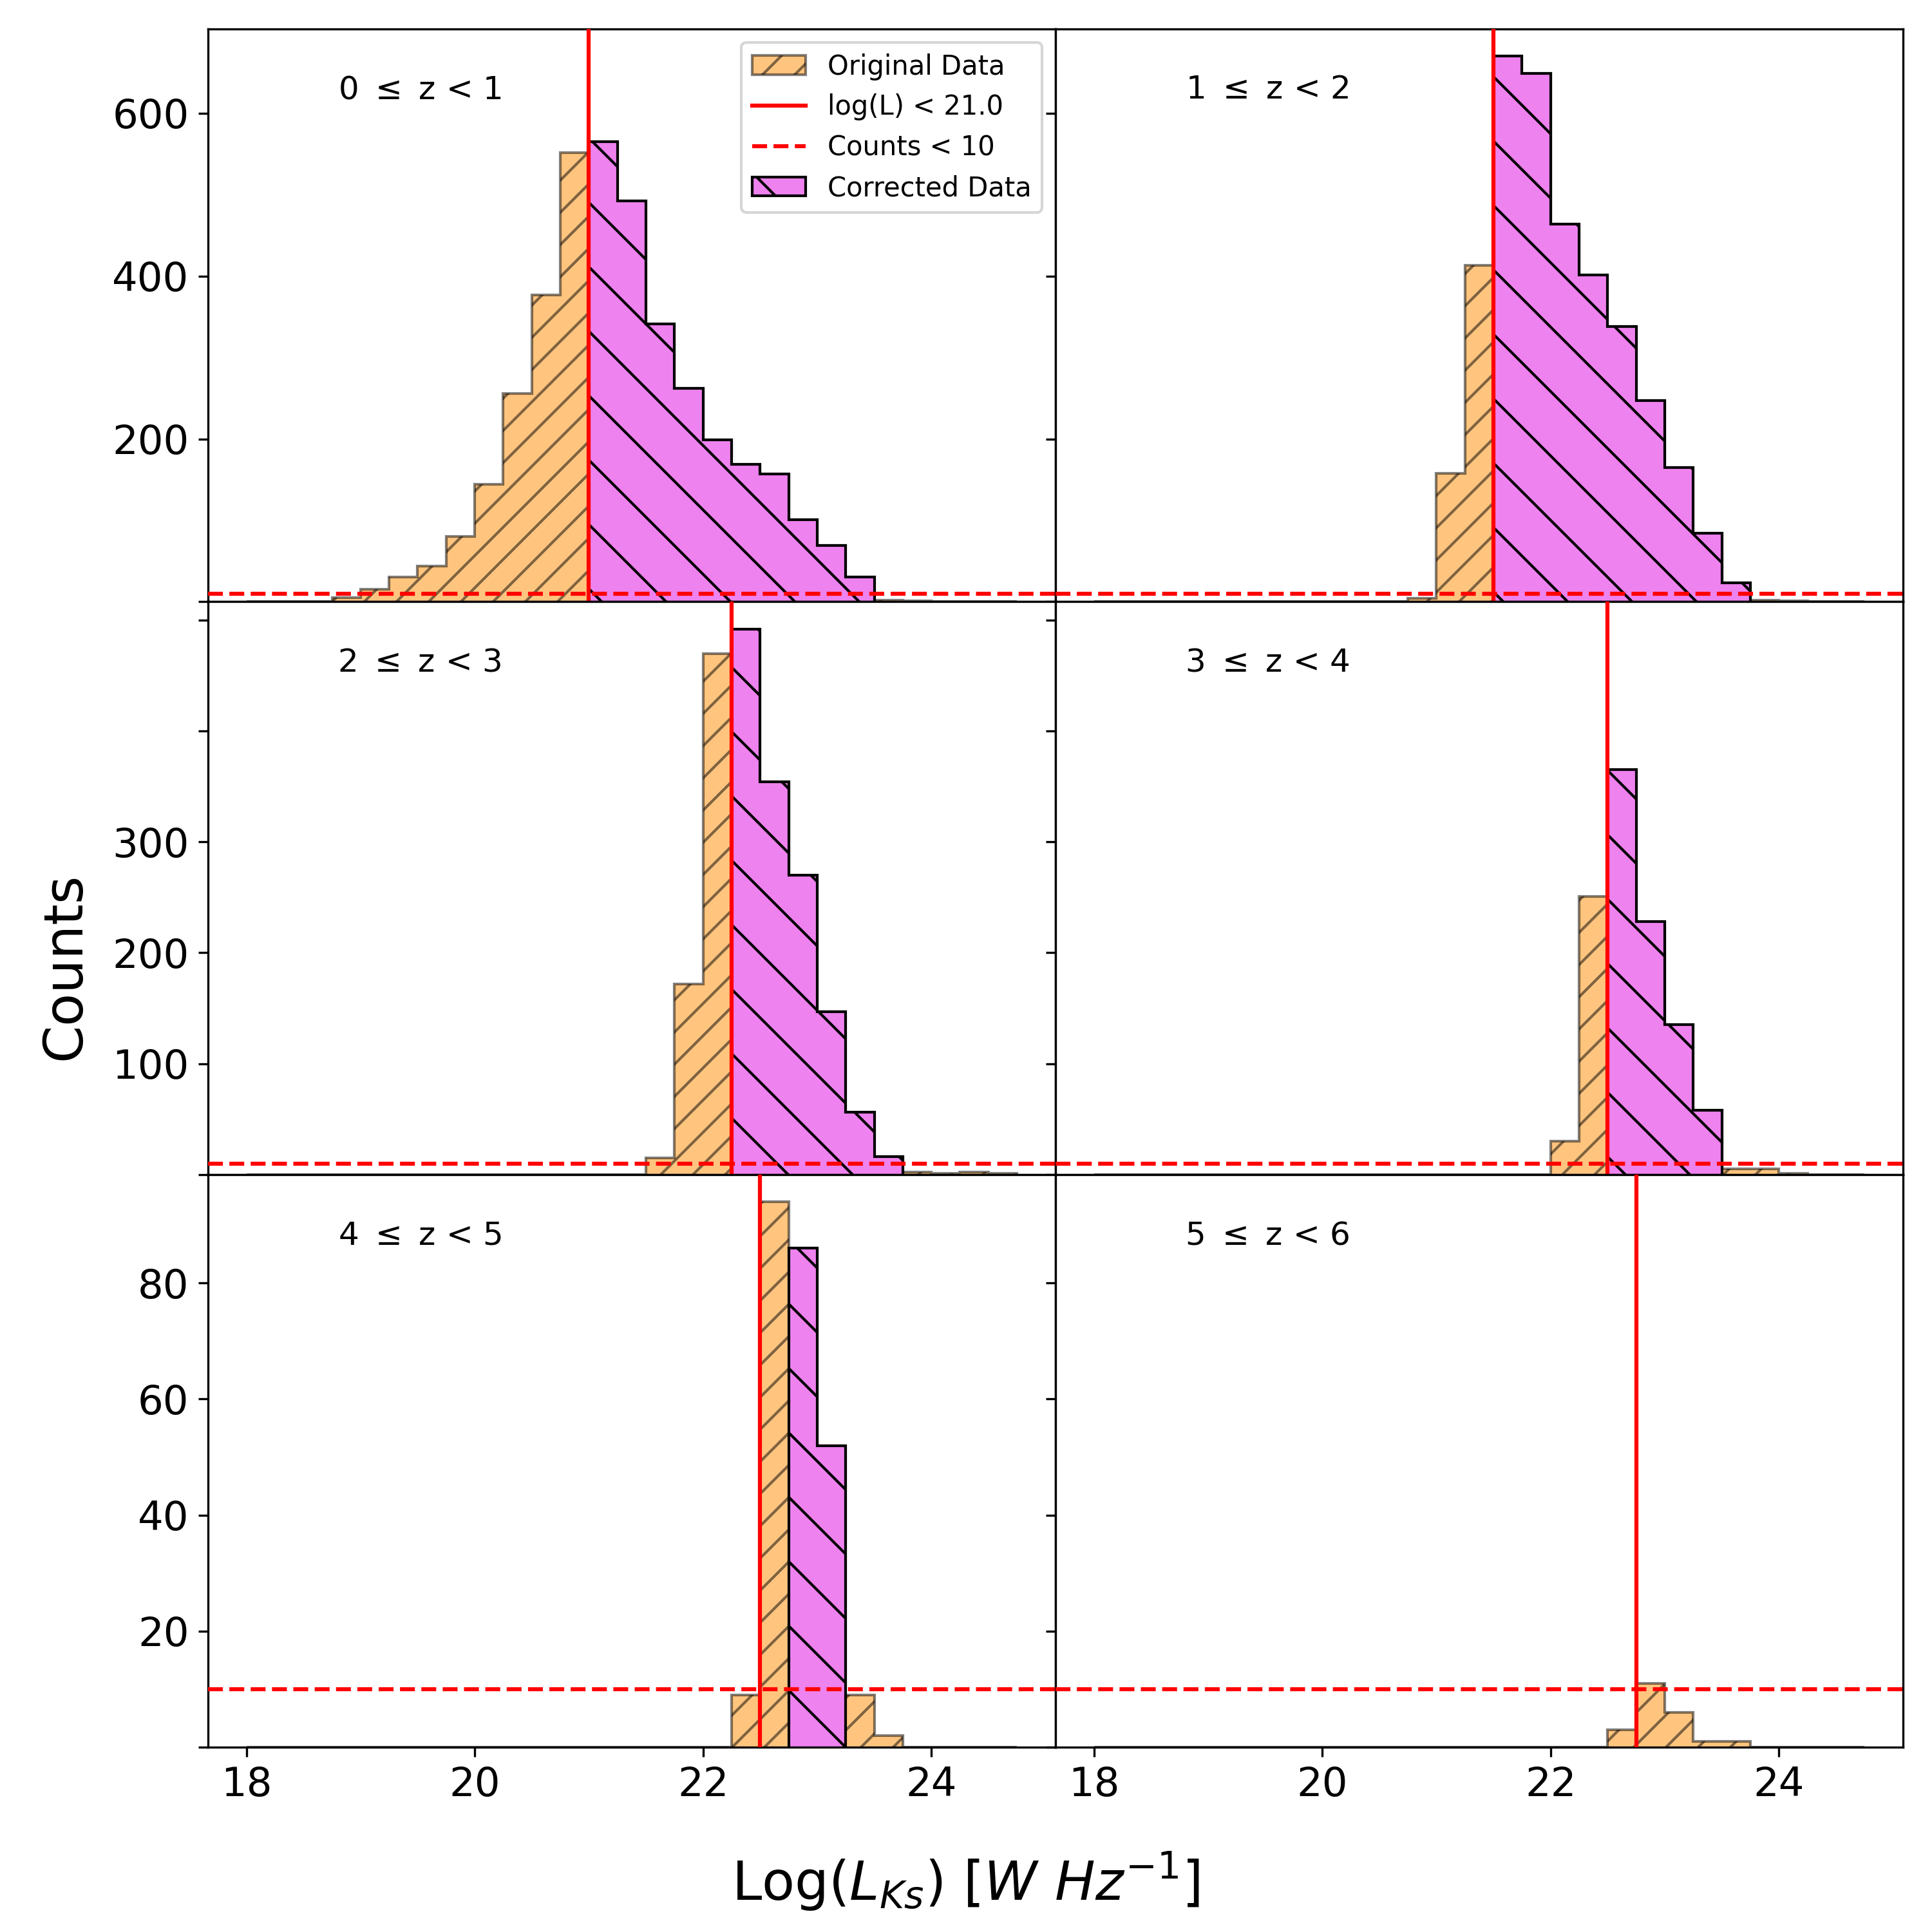 0 ≤ z < 1
Original Data
log(L) < 21.0
Counts < 10
Corrected Data
1 ≤ z < 2
600
400
200
2 ≤ z < 3
3 ≤ z < 4
300
200
100
4 ≤ z < 5
5 ≤ z < 6
80
60
40
20
Counts
18 20 22 24 18 20 22 24
Log(L_{Ks}) [W Hz^{-1}]